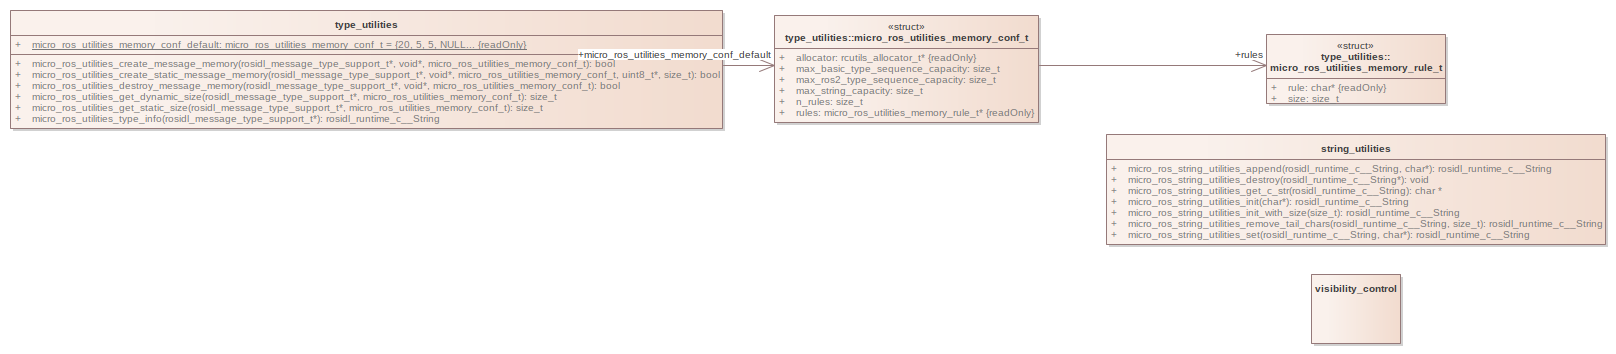 type_utilities
+ micro_ros_utilities_memory_conf_default: micro_ros_utilities_memory_conf_t = {20, 5, 5, NULL... {readOnly}
+ micro_ros_utilities_create_message_memory(rosidl_message_type_support_t*, void*, micro_ros_utilities_memory_conf_t): bool
+ micro_ros_utilities_create_static_message_memory(rosidl_message_type_support_t*, void*, micro_ros_utilities_memory_conf_t, uint8_t*, size_t): bool
+ micro_ros_utilities_destroy_message_memory(rosidl_message_type_support_t*, void*, micro_ros_utilities_memory_conf_t): bool
+ micro_ros_utilities_get_dynamic_size(rosidl_message_type_support_t*, micro_ros_utilities_memory_conf_t): size_t
+ micro_ros_utilities_get_static_size(rosidl_message_type_support_t*, micro_ros_utilities_memory_conf_t): size_t
+ micro_ros_utilities_type_info(rosidl_message_type_support_t*): rosidl_runtime_c__String
+micro_ros_utilities_memory_conf_default
«struct»
type_utilities::micro_ros_utilities_memory_conf_t
+ allocator: rcutils_allocator_t* {readOnly}
+ max_basic_type_sequence_capacity: size_t
+ max_ros2_type_sequence_capacity: size_t
+ max_string_capacity: size_t
+ n_rules: size_t
+ rules: micro_ros_utilities_memory_rule_t* {readOnly}
+rules
«struct»
type_utilities::
micro_ros_utilities_memory_rule_t
+ rule: char* {readOnly}
+ size: size_t
string_utilities
+ micro_ros_string_utilities_append(rosidl_runtime_c__String, char*): rosidl_runtime_c__String
+ micro_ros_string_utilities_destroy(rosidl_runtime_c__String*): void
+ micro_ros_string_utilities_get_c_str(rosidl_runtime_c__String): char *
+ micro_ros_string_utilities_init(char*): rosidl_runtime_c__String
+ micro_ros_string_utilities_init_with_size(size_t): rosidl_runtime_c__String
+ micro_ros_string_utilities_remove_tail_chars(rosidl_runtime_c__String, size_t): rosidl_runtime_c__String
+ micro_ros_string_utilities_set(rosidl_runtime_c__String, char*): rosidl_runtime_c__String
visibility_control